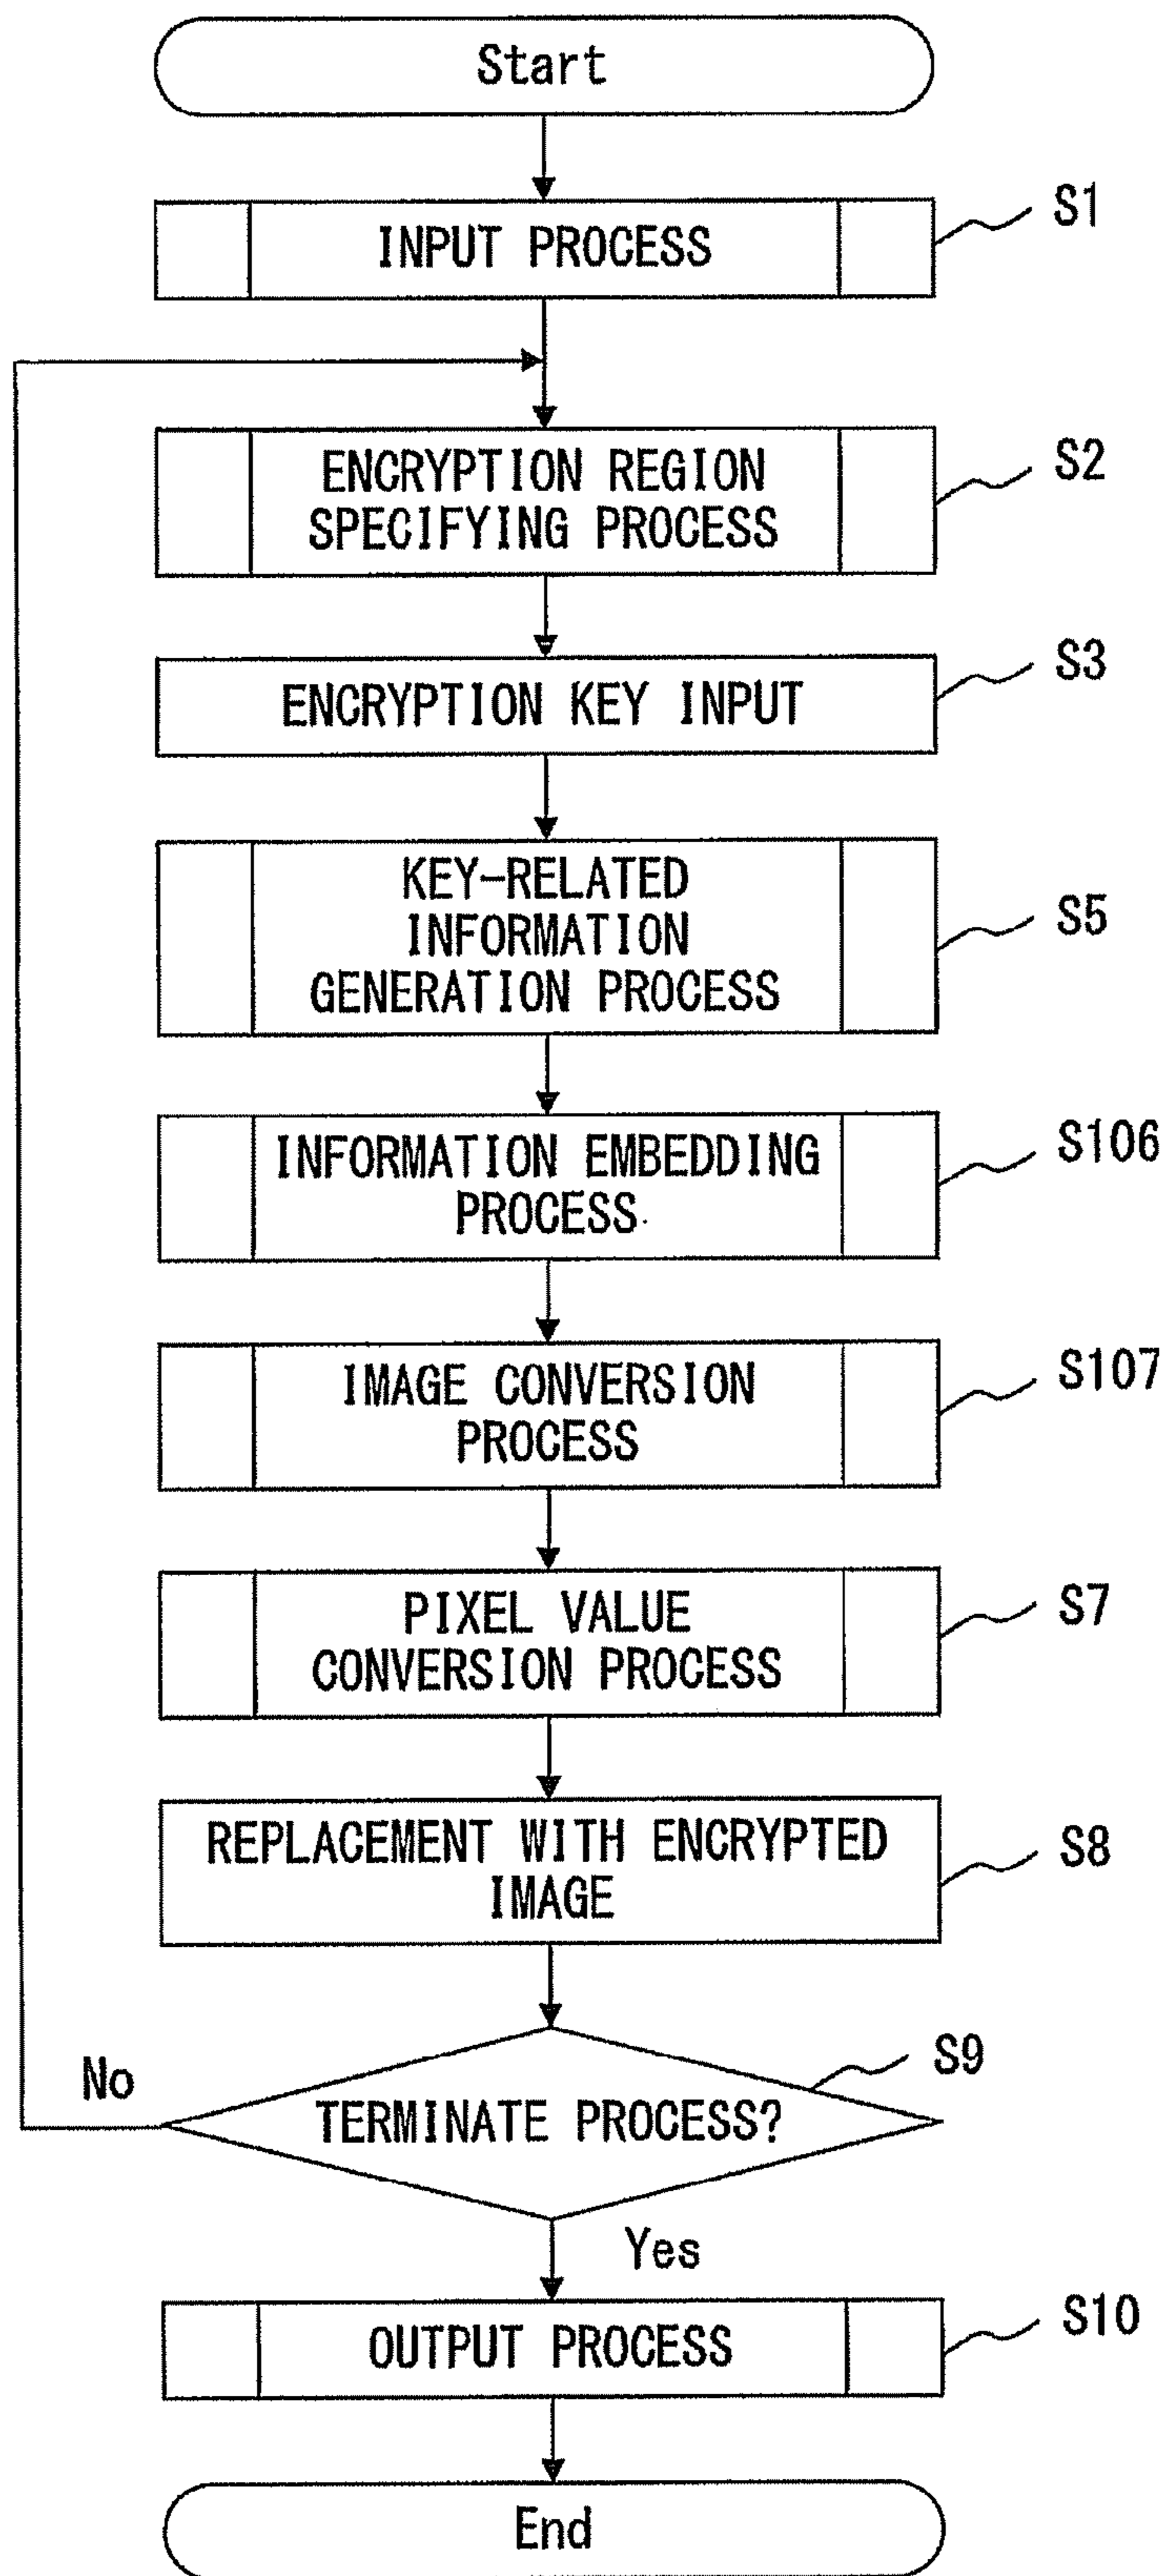 Start
INPUT PROCESS
S1
ENCRYPTION REGION
SPECIFYING PROCESS
S2
ENCRYPTION KEY INPUT
S3
KEY-RELATED
INFORMATION
GENERATION PROCESS
S5
INFORMATION EMBEDDING
PROCESS
S106
IMAGE CONVERSION
PROCESS
S107
PIXEL VALUE
CONVERSION PROCESS
S7
REPLACEMENT WITH ENCRYPTED
IMAGE
S8
No
TERMINATE PROCESS?
S9
Yes
OUTPUT PROCESS
S10
End